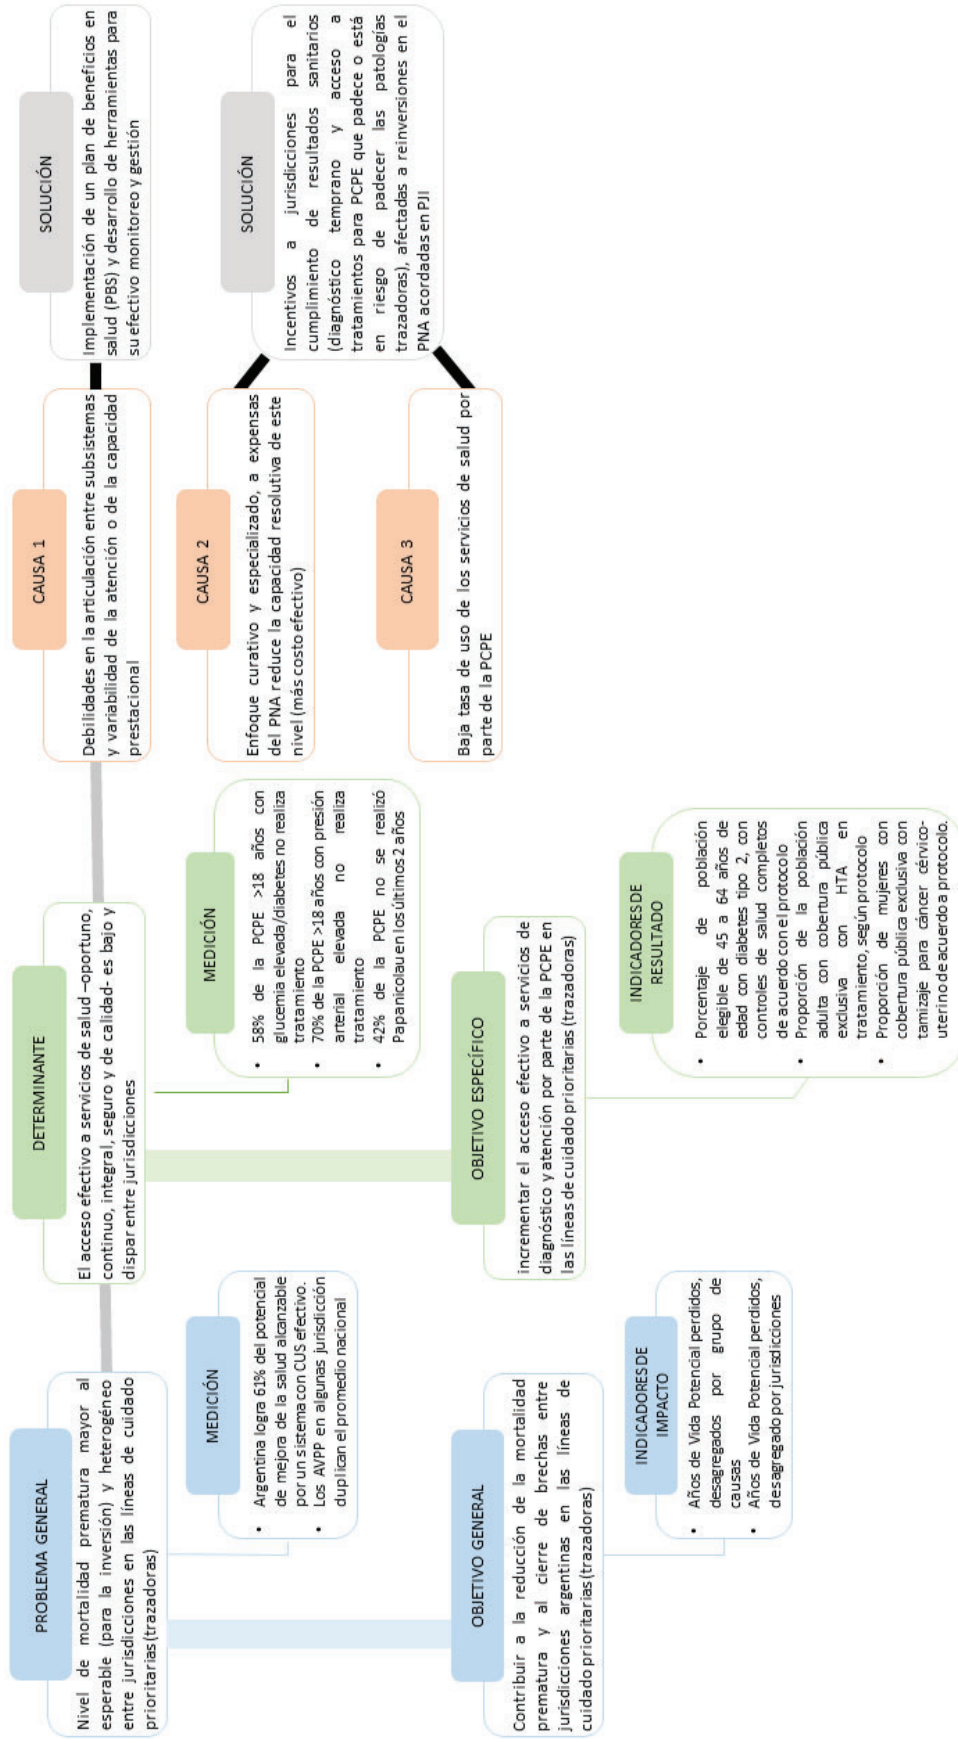 PROBLEMA GENERAL
Nivel de mortalidad prematura mayor al
esperable (para la inversión) y heterogéneo
entre jurisdicciones en las líneas de cuidado
prioritarias (trazadoras)
MEDICIÓN
• Argentina logra 61% del potencial
de mejora de la salud alcanzable
por un sistema con CUS efectivo.
• Los AVPP en algunas jurisdicción
duplican el promedio nacional
OBJETIVO GENERAL
Contribuir a la reducción de la mortalidad
prematura y al cierre de brechas entre
jurisdicciones argentinas en las líneas de
cuidado prioritarias (trazadoras)
INDICADORES DE
IMPACTO
• Años de Vida Potencial perdidos,
desagregados por grupo de
causas
• Años de Vida Potencial perdidos,
desagregado por jurisdicciones
DETERMINANTE
El acceso efectivo a servicios de salud –oportuno,
continuo, integral, seguro y de calidad- es bajo y
dispar entre jurisdicciones
MEDICIÓN
• 58% de la PCPE >18 años con
glucemia elevada/diabetes no realiza
tratamiento
• 70% de la PCPE >18 años con presión
arterial elevada no realiza
tratamiento
• 42% de la PCPE no se realizó
Papanicolau en los últimos 2 años
OBJETIVO ESPECÍFICO
incrementar el acceso efectivo a servicios de
diagnóstico y atención por parte de la PCPE en
las líneas de cuidado prioritarias (trazadoras)
INDICADORES DE
RESULTADO
• Porcentaje de población
elegible de 45 a 64 años de
edad con diabetes tipo 2, con
controles de salud completos
de acuerdo con el protocolo
• Proporción de la población
adulta con cobertura pública
exclusiva con HTA en
tratamiento, según protocolo
• Proporción de mujeres con
cobertura pública exclusiva con
tamizaje para cáncer cérvico-
uterino de acuerdo a protocolo.
CAUSA 1
Debilidades en la articulación entre subsistemas
y variabilidad de la atención o de la capacidad
prestacional
CAUSA 2
Enfoque curativo y especializado, a expensas
del PNA reduce la capacidad resolutiva de este
nivel (más costo efectivo)
CAUSA 3
Baja tasa de uso de los servicios de salud por
parte de la PCPE
SOLUCIÓN
Implementación de un plan de beneficios en
salud (PBS) y desarrollo de herramientas para
su efectivo monitoreo y gestión
SOLUCIÓN
Incentivos a jurisdicciones para el
cumplimiento de resultados sanitarios
(diagnóstico temprano y acceso a
tratamientos para PCPE que padece o está
en riesgo de padecer las patologías
trazadoras), afectadas a reinversiones en el
PNA acordadas en PJI